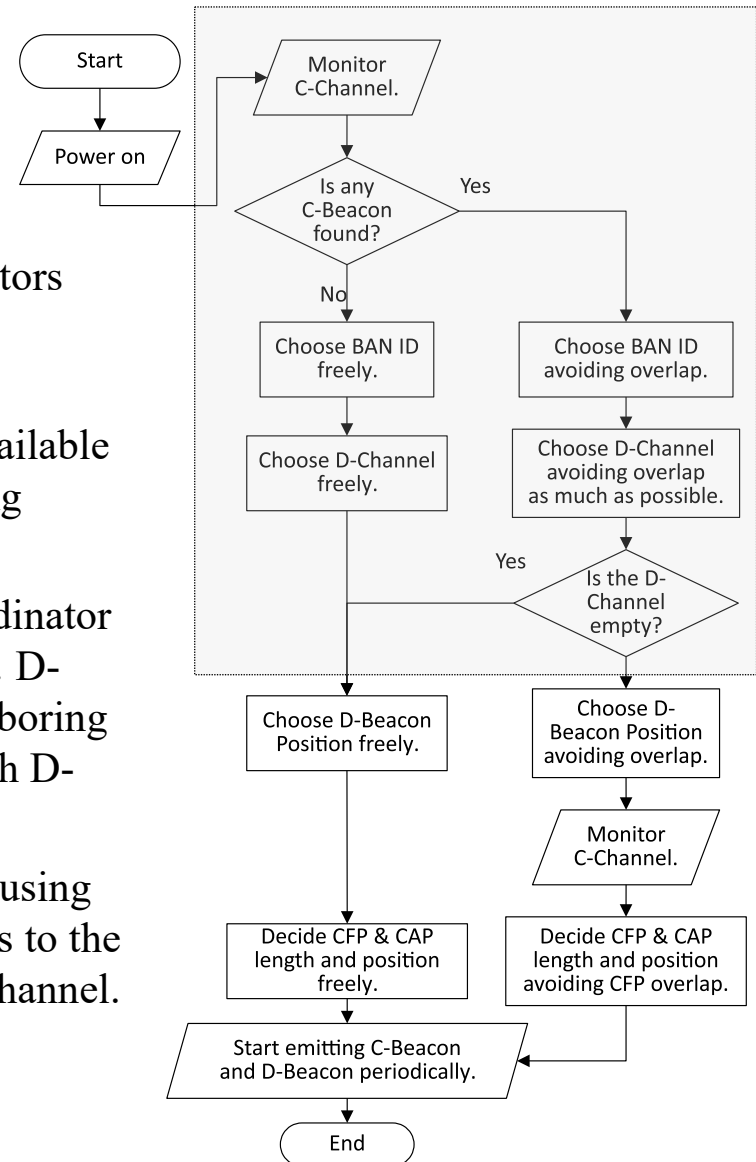 Start
Power on
Monitor
C-Channel.
Is any
C-Beacon
found?
Yes
No
Choose BAN ID
freely.
Choose BAN ID
avoiding overlap.
Choose D-Channel
freely.
Choose D-Channel
avoiding overlap
as much as possible.
Yes
Is the D-
Channel
empty?
Choose D-Beacon
Position freely.
Choose D-
Beacon Position
avoiding overlap.
Monitor
C-Channel.
Decide CFP & CAP
length and position
freely.
Decide CFP & CAP
length and position
avoiding CFP overlap.
Start emitting C-Beacon
and D-Beacon periodically.
End
tors
ailable
g
dinator
D-
boring
h D-
using
s to the
hannel.